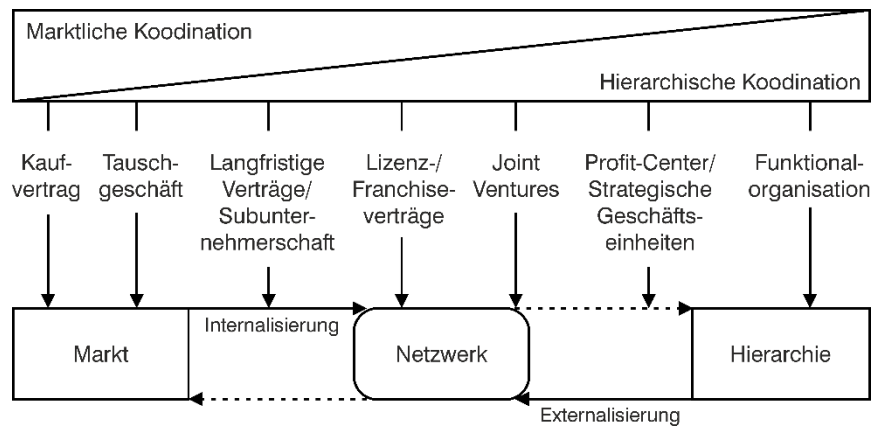 Marktliche Koodination
Hierarchische Koodination
Kauf-
vertrag
Tausch-
geschäft
Langfristige
Verträge/
Subunter-
nehmerschaft
Lizenz-/
Franchise-
verträge
Joint
Ventures
Profit-Center/
Strategische
Geschäfts-
einheiten
Funktional-
organisation
Internalisierung
Markt
Netzwerk
Hierarchie
Externalisierung